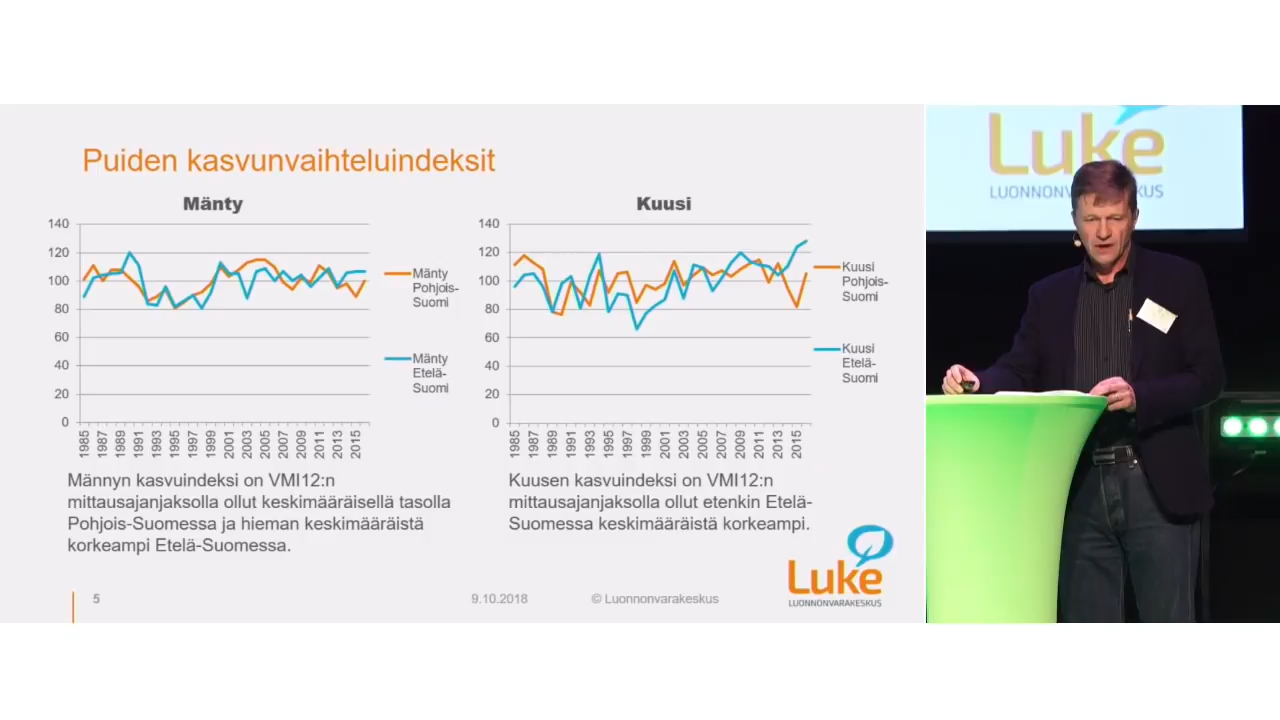 Puiden kasvunvaihteluindeksit
Mänty
140
120
100
80
60
40
20
0
1985
1987
1989
1991
1993
1995
1997
1999
2001
2003
2005
2007
2009
2011
2013
2015
Mänty
Pohjois-
Suomi
Mänty
Etelä-
Suomi
Männyn kasvuindeksi on VMI12:n
mittausajanjaksolla ollut keskimääräisellä tasolla
Pohjois-Suomessa ja hieman keskimääräistä
korkeampi Etelä-Suomessa.
Kuusi
140
120
100
80
60
40
20
0
1985
1987
1989
1991
1993
1995
1997
1999
2001
2003
2005
2007
2009
2011
2013
2015
Kuusi
Pohjois-
Suomi
Kuusi
Etelä-
Suomi
Kuusen kasvuindeksi on VMI12:n
mittausajanjaksolla ollut etenkin Etelä-
Suomessa keskimääräistä korkeampi.
5
9.10.2018
© Luonnonvarakeskus
Luke
LUONNONVARAKESKUS
Luke